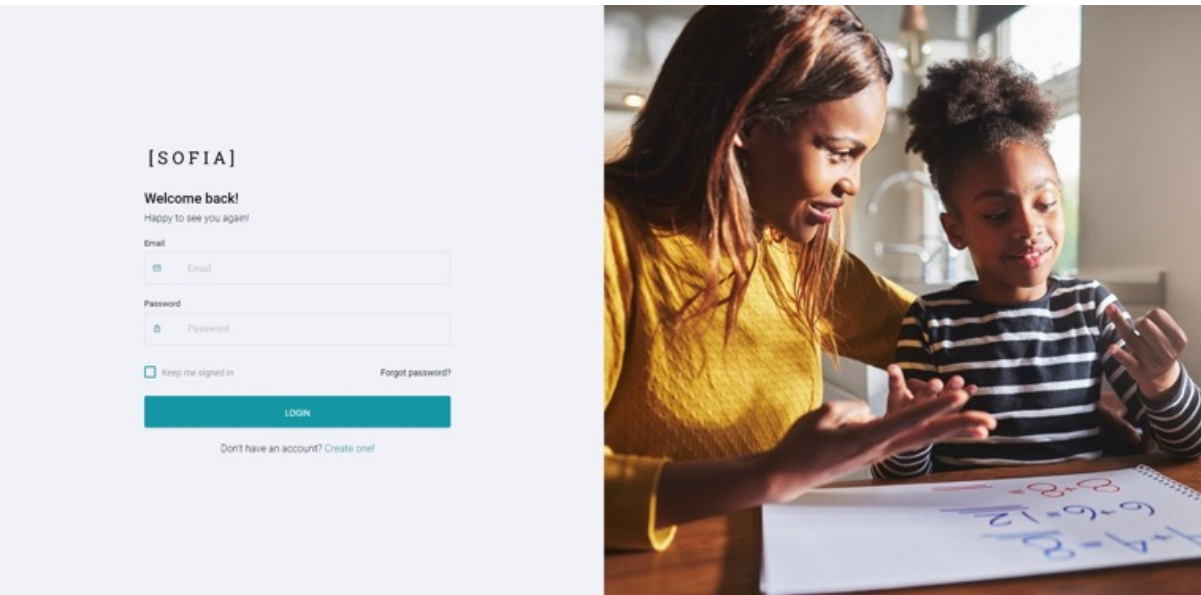 [SOFIA]
Welcome back!
Happy to see you again!
Email
Email
Password
Password
Keep me signed in
Forgot password?
LOGIN
Don't have an account? Create one!
8+8=
6+6=12
4+4=8